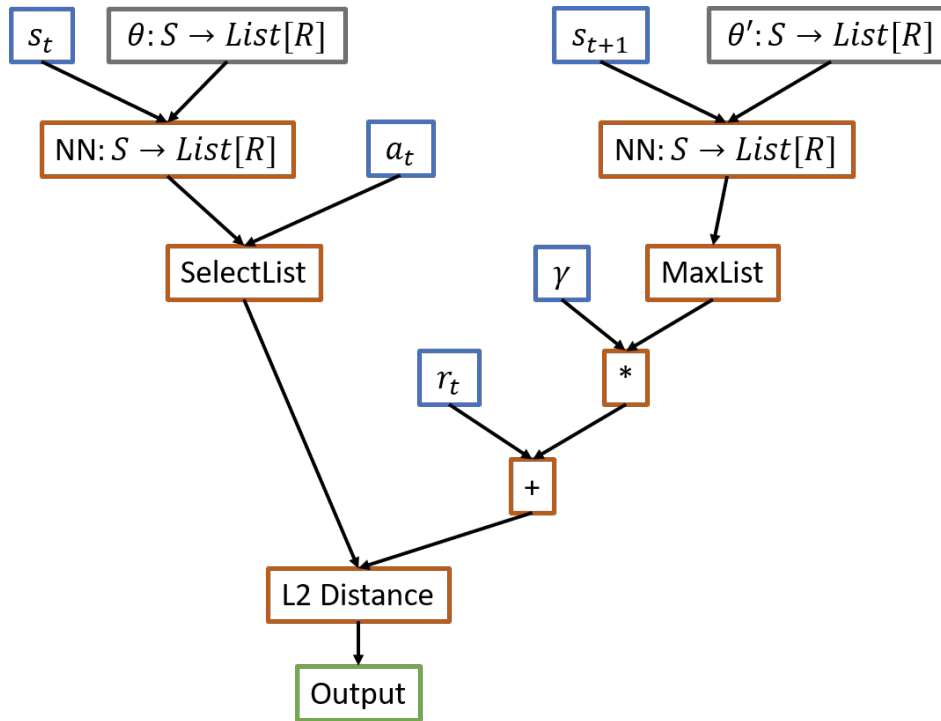 s_t
θ: S → List[R]
s_{t+1}
θ′: S → List[R]
NN: S → List[R]
a_t
NN: S → List[R]
SelectList
γ
MaxList
r_t
*
+
L2 Distance
Output